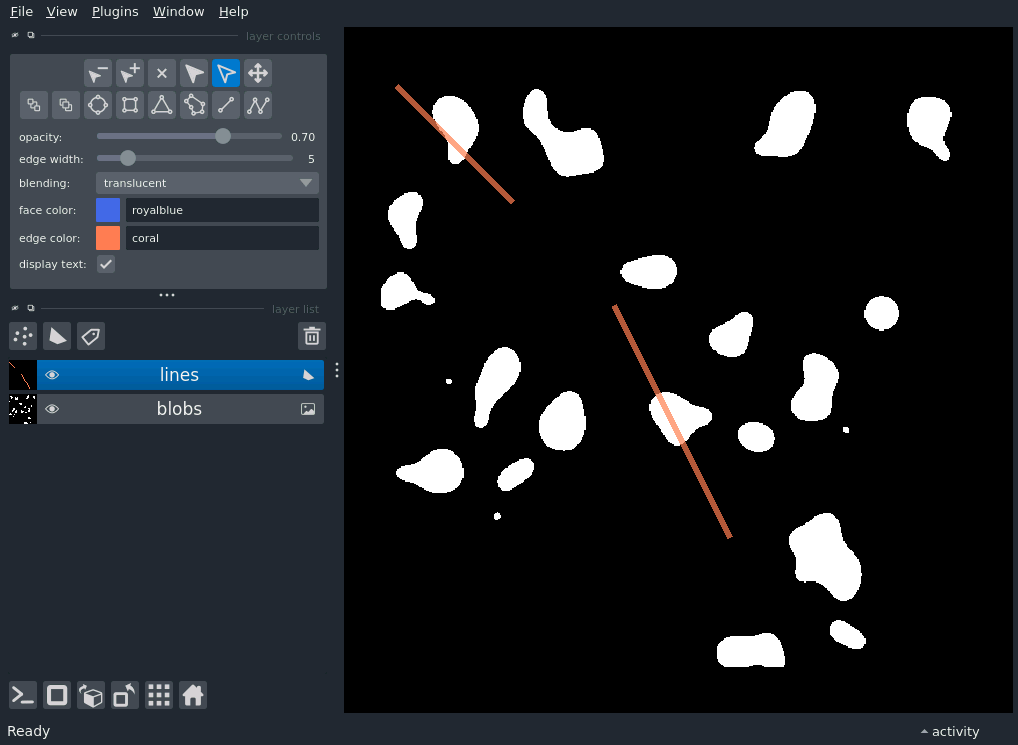 File View Plugins Window Help
layer controls
opacity: 0.70
edge width: 5
blending: translucent
face color: royalblue
edge color: coral
display text:
layer list
lines
blobs
Ready
activity